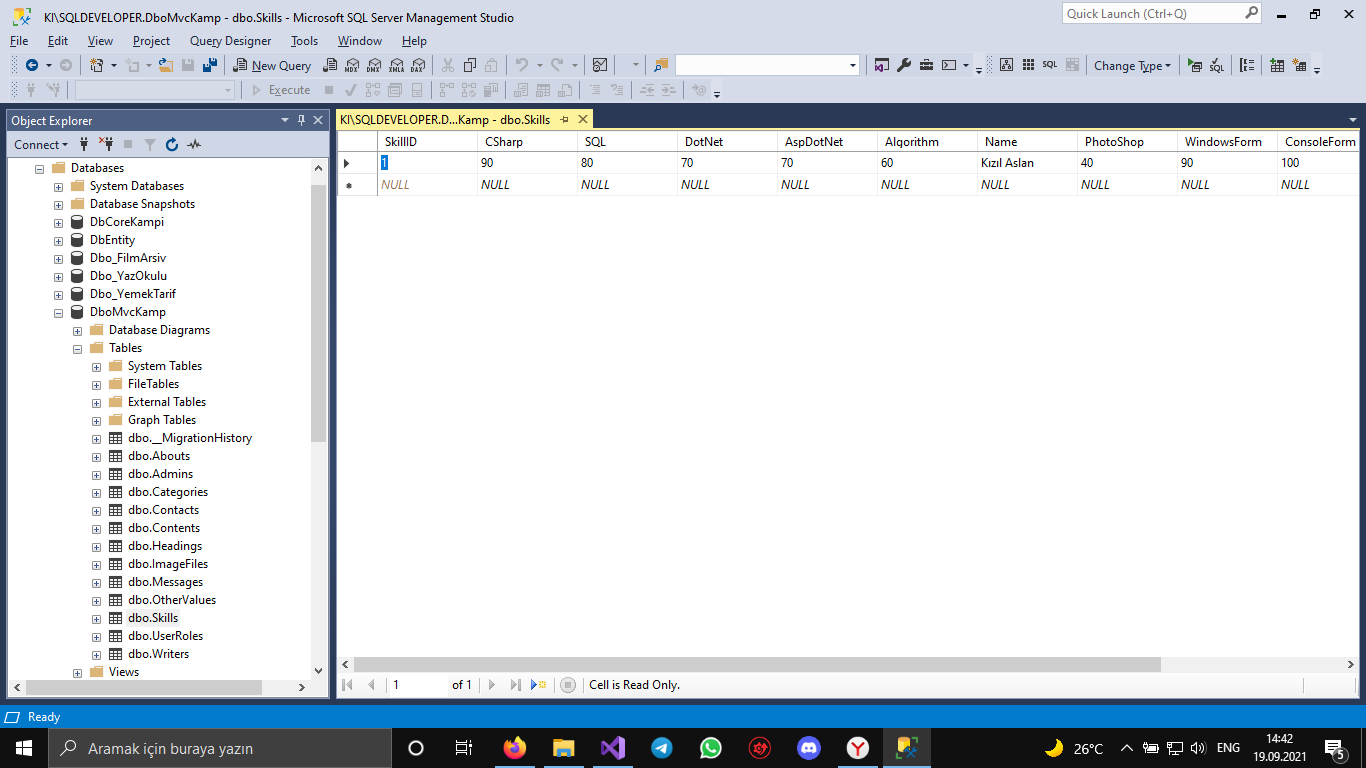 KI\SQLDEVELOPER.DboMvcKamp - dbo.Skills - Microsoft SQL Server Management Studio
Quick Launch (Ctrl+Q)
File Edit View Project Query Designer Tools Window Help
New Query MDX DMX XMLA DAX SQL Change Type SQL
Execute
Object Explorer
KI\SQLDEVELOPER.D...Kamp - dbo.Skills
Connect
Databases
System Databases
Database Snapshots
DbCoreKampi
DbEntity
Dbo_FilmArsiv
Dbo_YazOkulu
Dbo_YemekTarif
DboMvcKamp
Database Diagrams
Tables
System Tables
FileTables
External Tables
Graph Tables
dbo.__MigrationHistory
dbo.Abouts
dbo.Admins
dbo.Categories
dbo.Contacts
dbo.Contents
dbo.Headings
dbo.ImageFiles
dbo.Messages
dbo.OtherValues
dbo.Skills
dbo.UserRoles
dbo.Writers
Views
SkillID CSharp SQL DotNet AspDotNet Algorithm Name PhotoShop WindowsForm ConsoleForm
1 90 80 70 70 60 Kızıl Aslan 40 90 100
NULL NULL NULL NULL NULL NULL NULL NULL NULL NULL
1 of 1 Cell is Read Only.
Ready
Aramak için buraya yazın
26°C ENG 14:42
19.09.2021
5